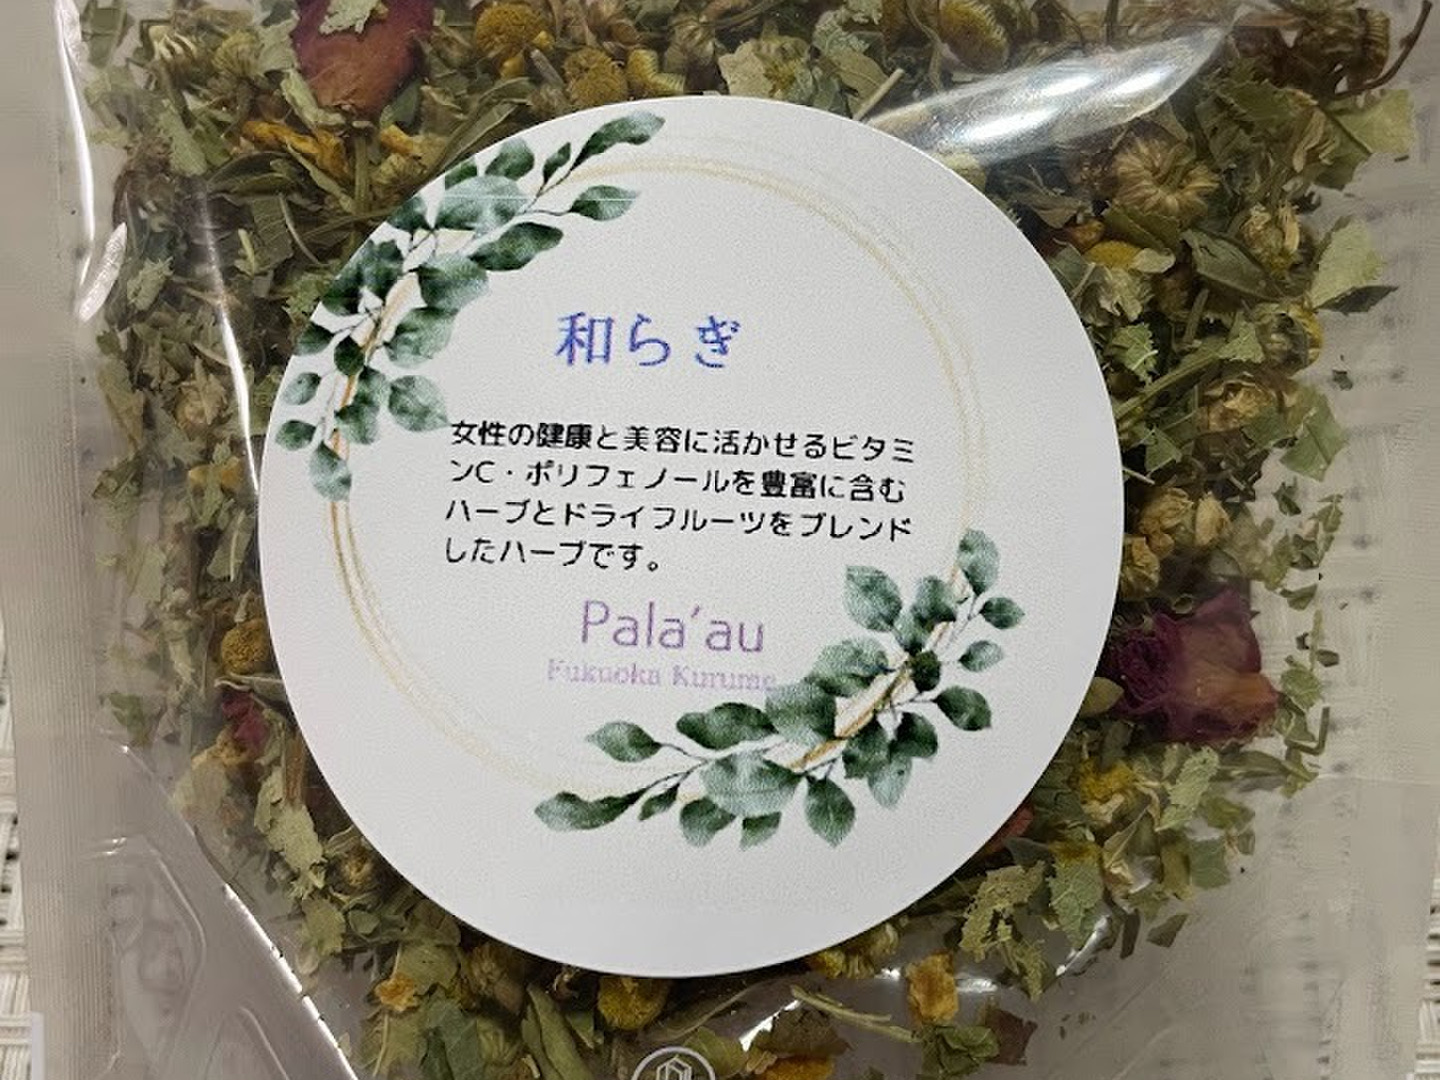 和らぎ
女性の健康と美容に活かせるビタミ
ンC・ポリフェノールを豊富に含む
ハーブとドライフルーツをブレンド
したハーブです。
Pala'au
Fukuoka Kurume